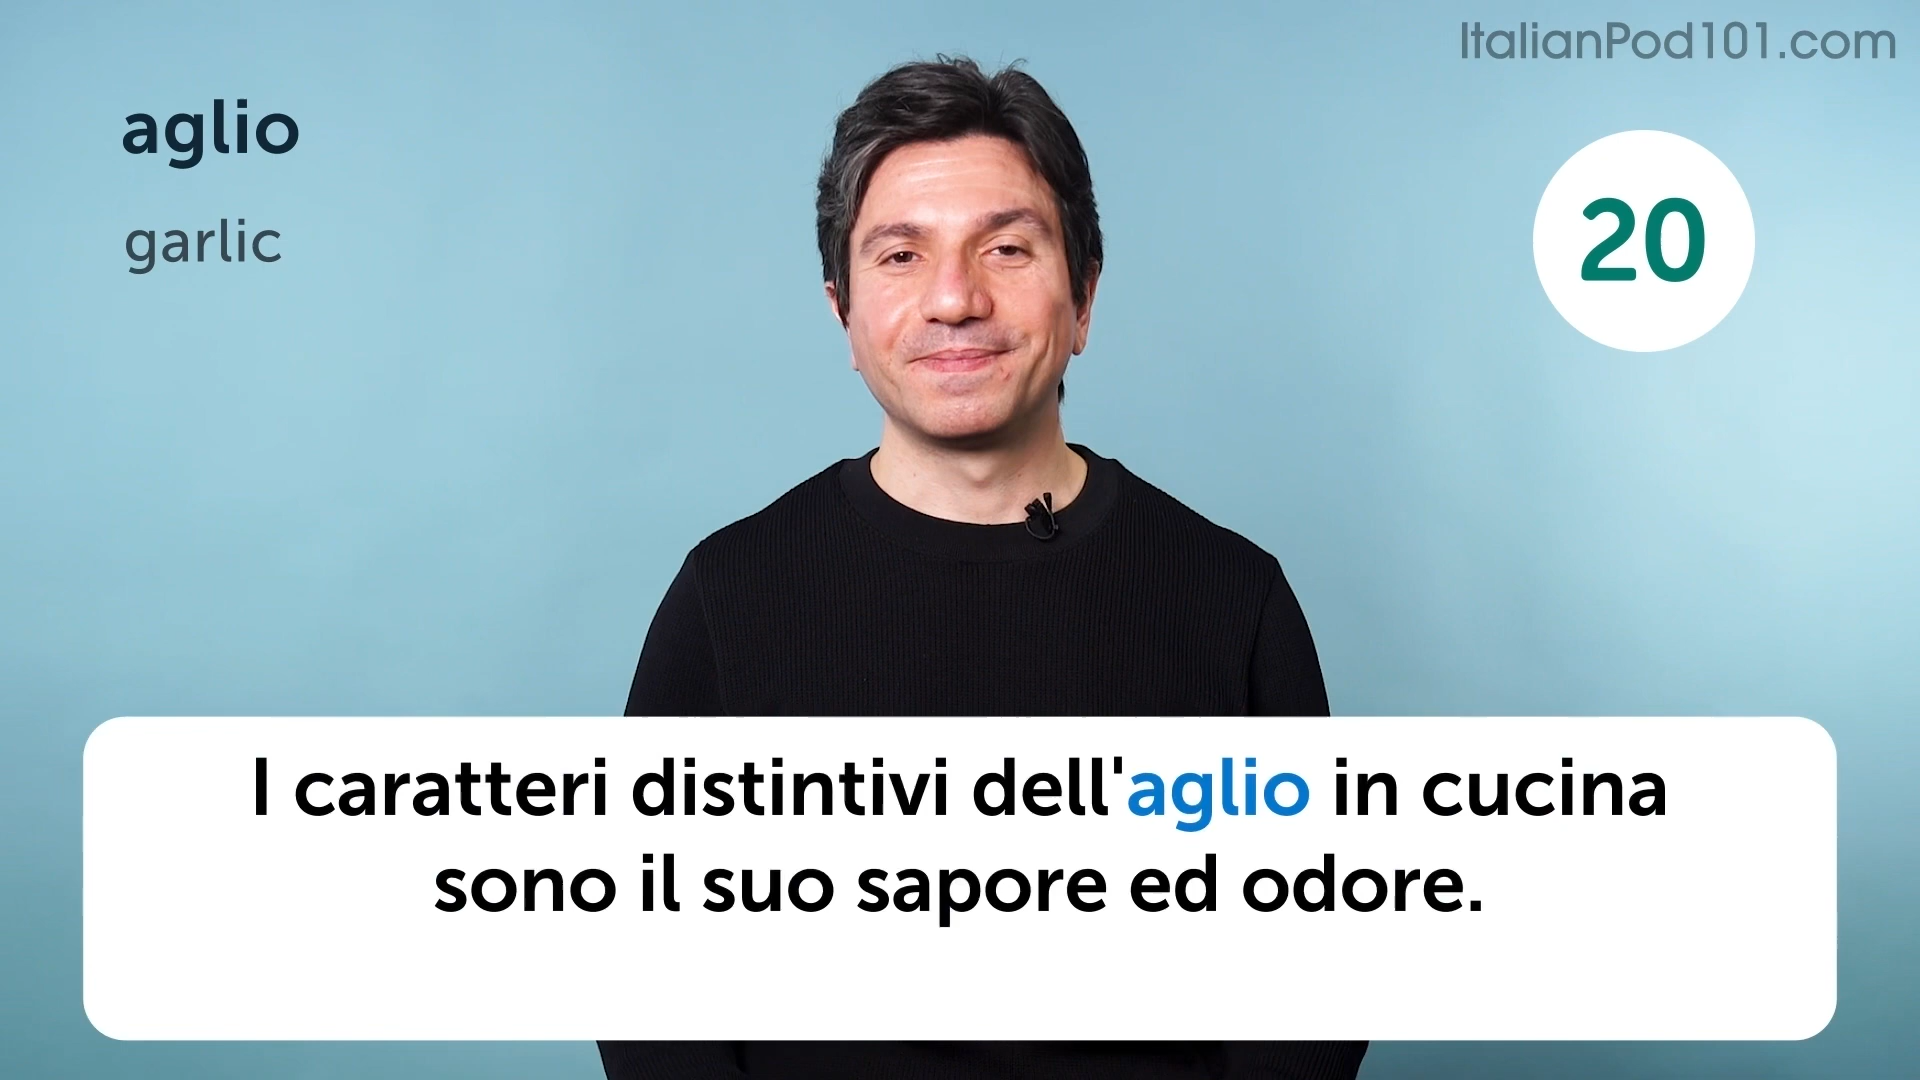 ItalianPod101.com
aglio
garlic
20
I caratteri distintivi dell'aglio in cucina
sono il suo sapore ed odore.